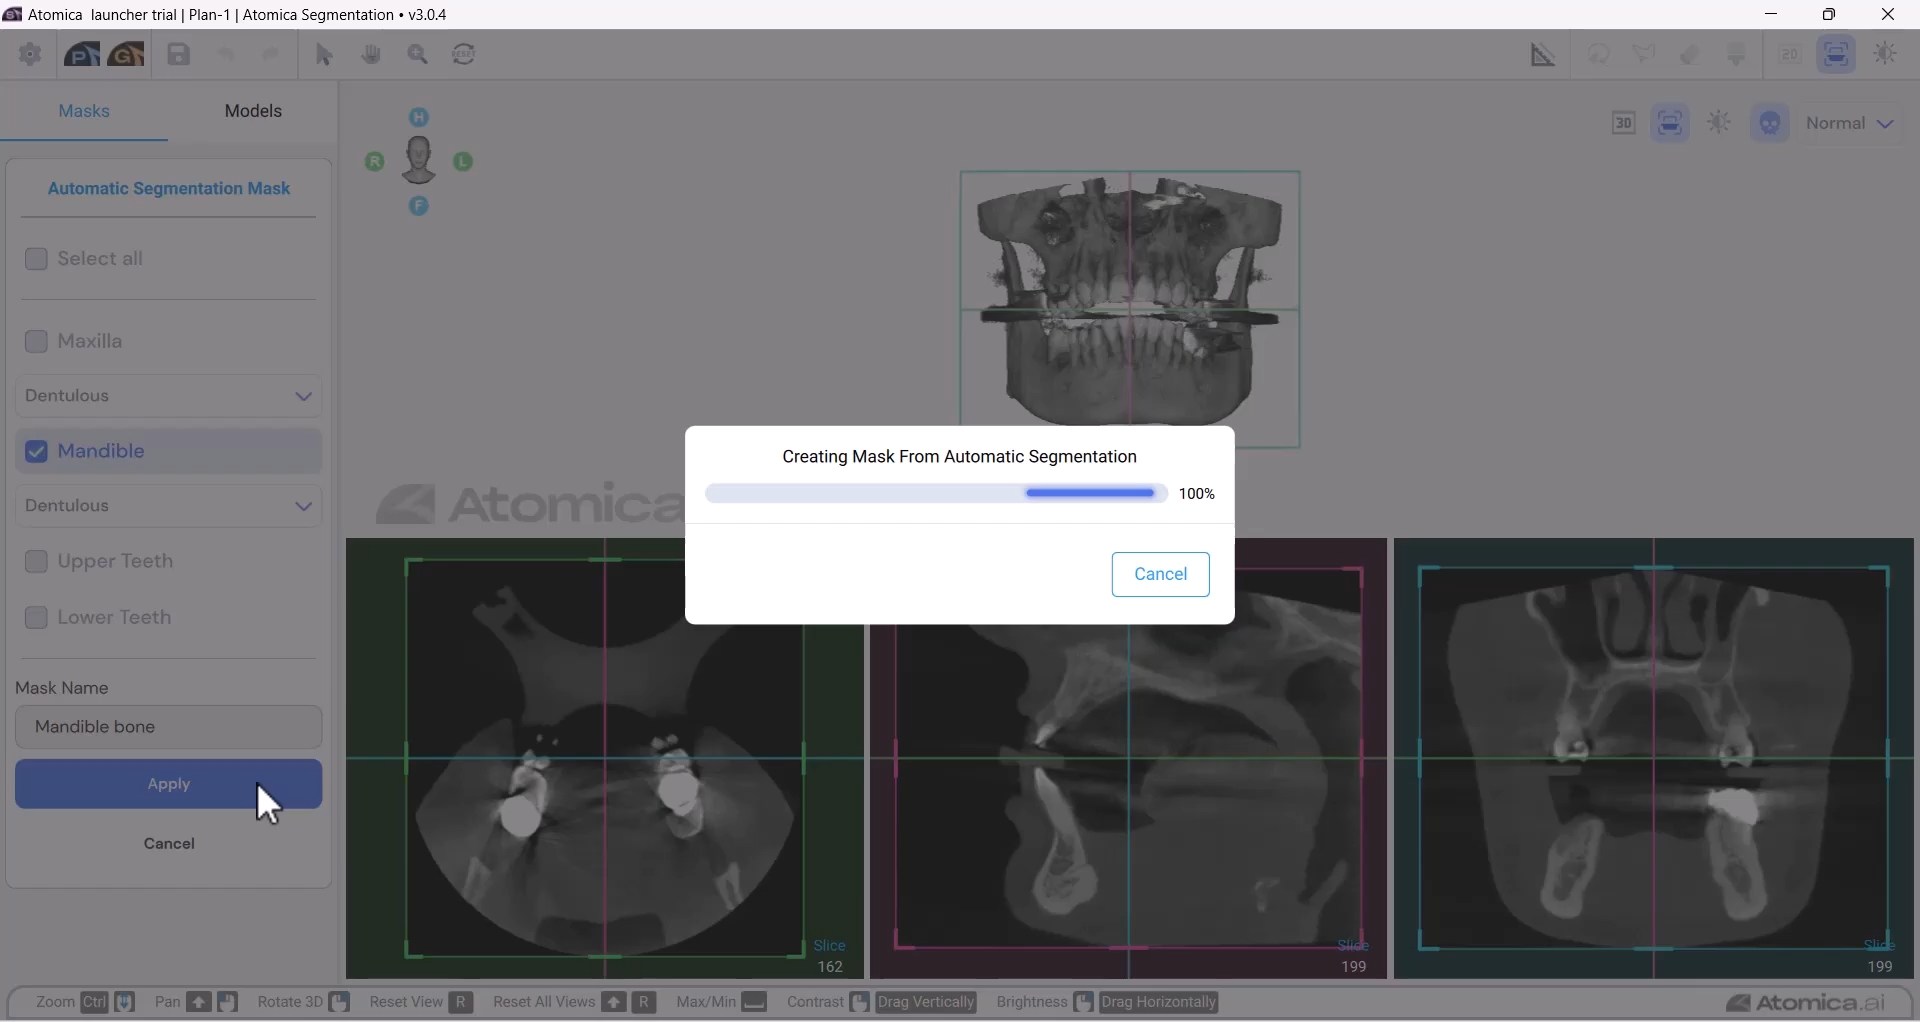 Atomica launcher trial | Plan-1 | Atomica Segmentation • v3.0.4
P G RESET 2D
Masks Models
H
R L
F
3D Normal
Automatic Segmentation Mask
Select all
Maxilla
Dentulous
Mandible
Dentulous
Upper Teeth
Lower Teeth
Mask Name
Mandible bone
Apply
Cancel
Atomica
Creating Mask From Automatic Segmentation
100%
Cancel
Slice
162
Slice
199
Slice
199
Zoom Ctrl Pan Rotate 3D Reset View R Reset All Views R Max/Min Contrast Drag Vertically Brightness Drag Horizontally
Atomica.ai